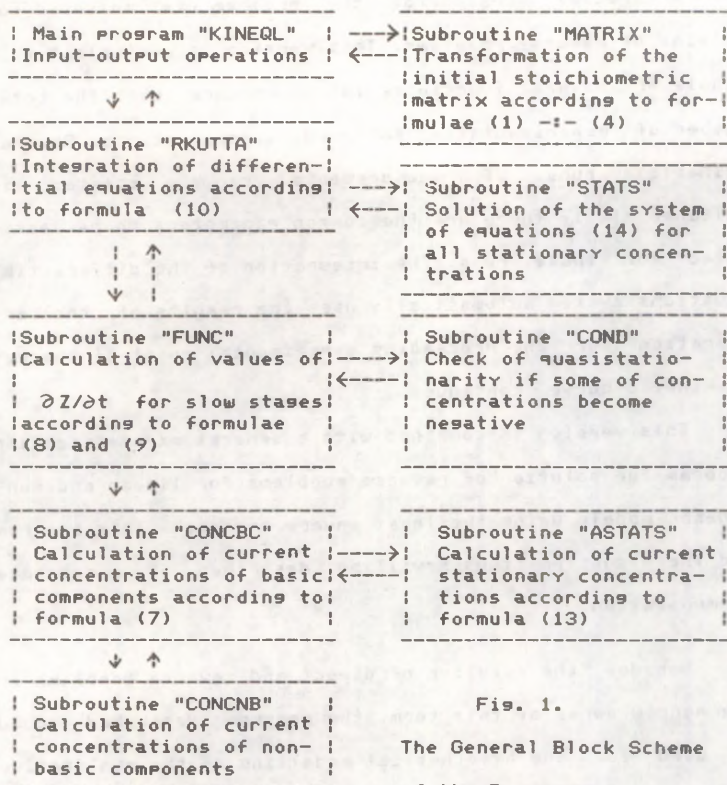 Main program "KINEQL"
Input-output operations
Subroutine "MATRIX"
Transformation of the
initial stoichiometric
matrix according to for-
mulae (1) -:- (4)
Subroutine "RKUTTA"
Integration of differen-
tial equations according
to formula (10)
Subroutine "STATS"
Solution of the system
of equations (14) for
all stationary concen-
trations
Subroutine "FUNC"
Calculation of values of
∂Z/∂t for slow stages
according to formulae
(8) and (9)
Subroutine "COND"
Check of quasistatio-
narity if some of con-
centrations become
negative
Subroutine "CONCBC"
Calculation of current
concentrations of basic
components according to
formula (7)
Subroutine "ASTATS"
Calculation of current
stationary concentra-
tions acccording to
formula (13)
Subroutine "CONCNB"
Calculation of current
concentrations of non-
basic components
Fig. 1.
The General Block Scheme